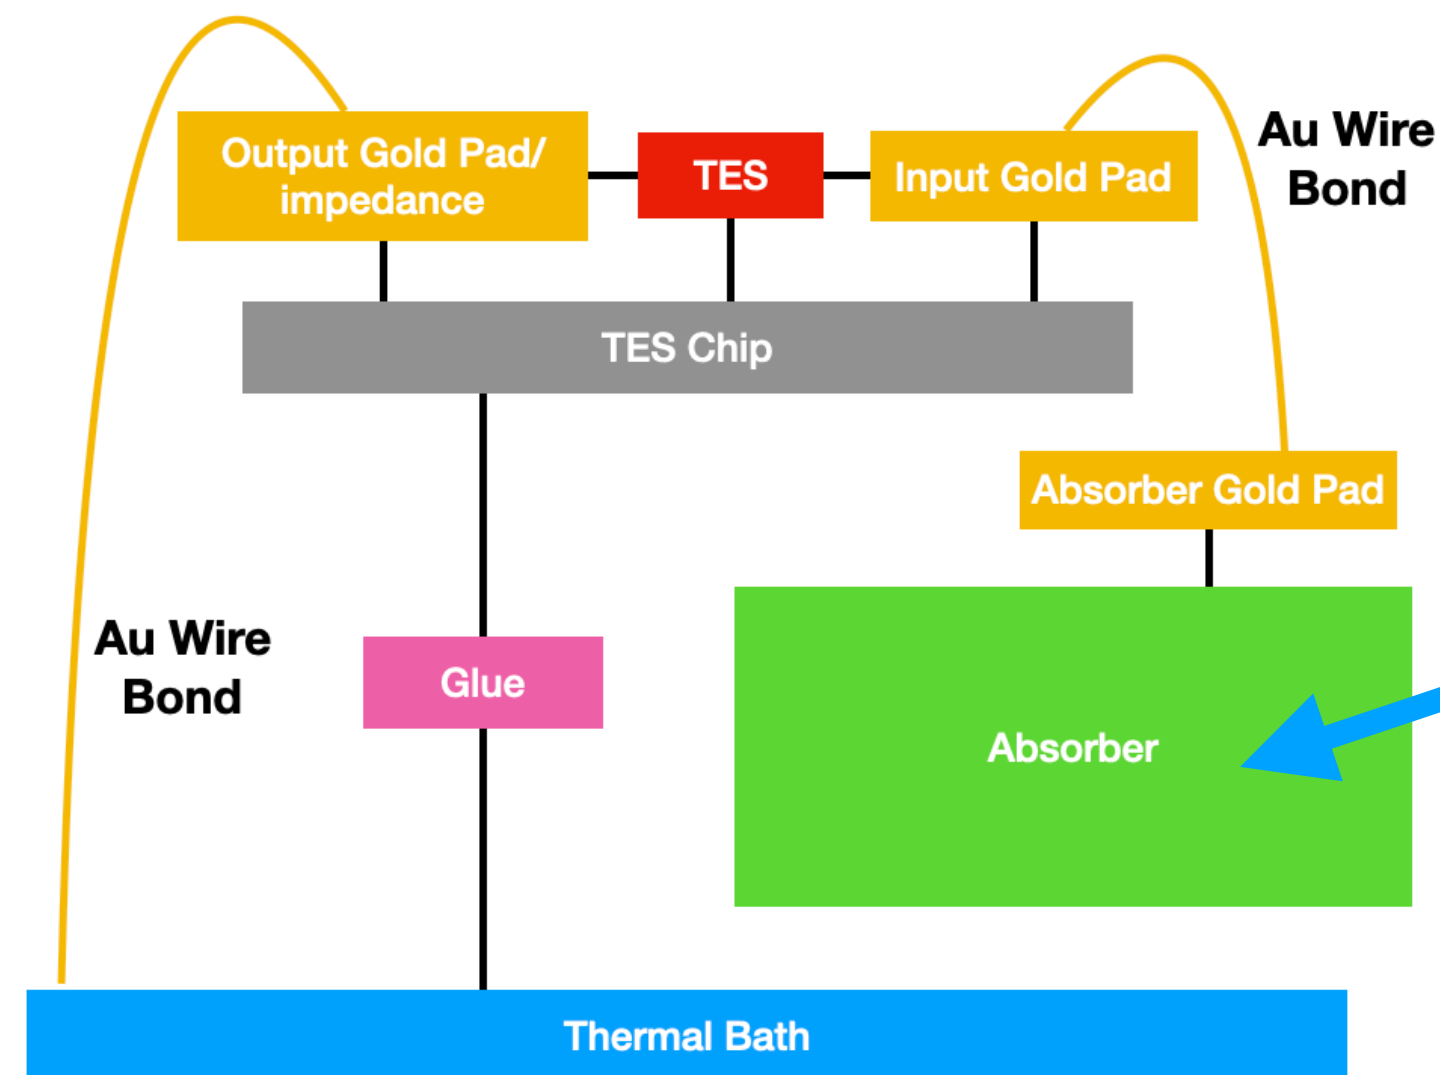 Output Gold Pad/
impedance
TES
Input Gold Pad
Au Wire
Bond
TES Chip
Absorber Gold Pad
Au Wire
Bond
Glue
Absorber
Thermal Bath